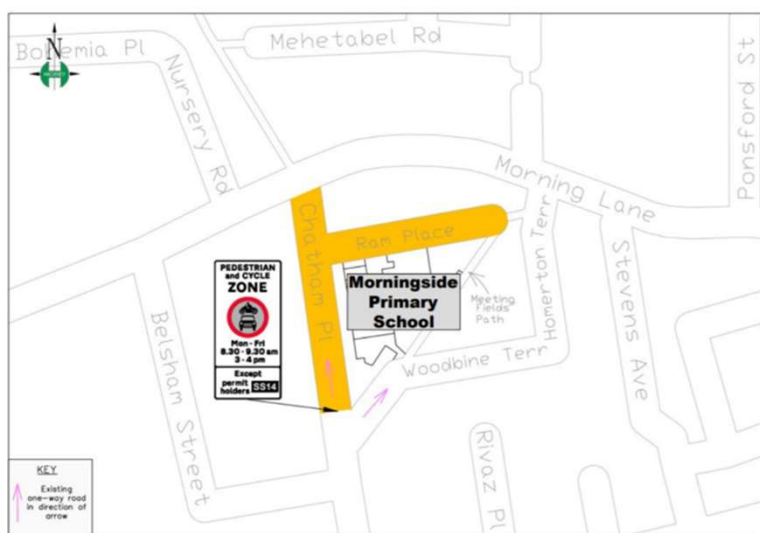 Bohemia Pl
N
HACKNEY
Mehetabel Rd
Ponsford St
Nursery Rd
Morning Lane
Chatham Pl
Ram Place
PEDESTRIAN
and CYCLE
ZONE
Mon - Fri
8.30 - 9.30 am
3 - 4 pm
Except
permit
holders SS14
Morningside
Primary
School
Meeting
Fields
Path
Homerton Terr
Stevens Ave
Woodbine Terr
Belsham Street
Rivaz Pl
KEY
Existing
one-way road
in direction of
arrow